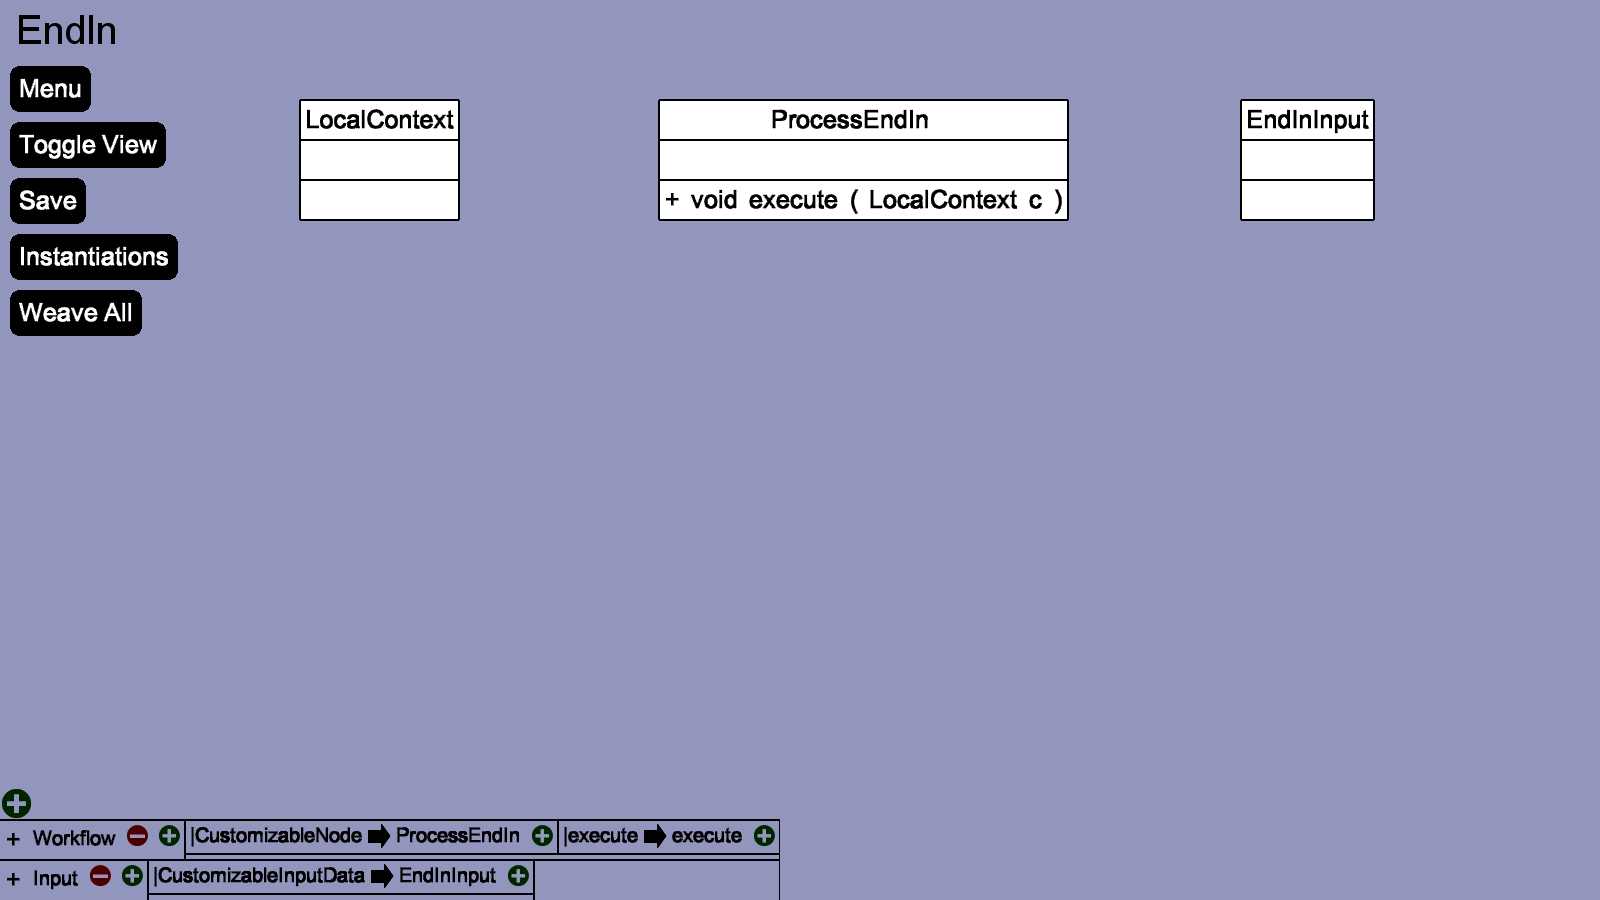 EndIn
Menu
Toggle View
Save
Instantiations
Weave All
LocalContext
ProcessEndIn
+ void execute ( LocalContext c )
EndInInput
+ Workflow |CustomizableNode ProcessEndIn |execute execute
+ Input |CustomizableInputData EndInInput